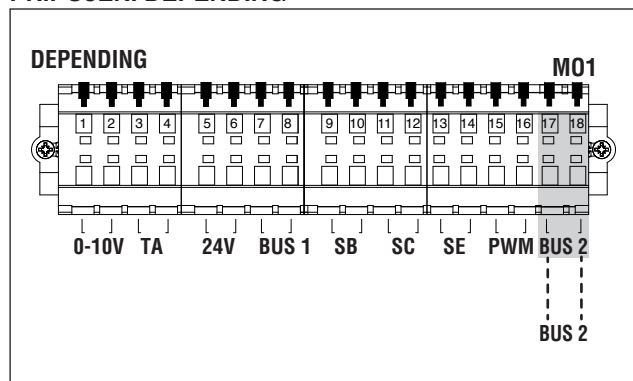 DEPENDING
M01
1 2 3 4 5 6 7 8 9 10 11 12 13 14 15 16 17 18
0-10V TA 24V BUS 1 SB SC SE PWM BUS 2
BUS 2